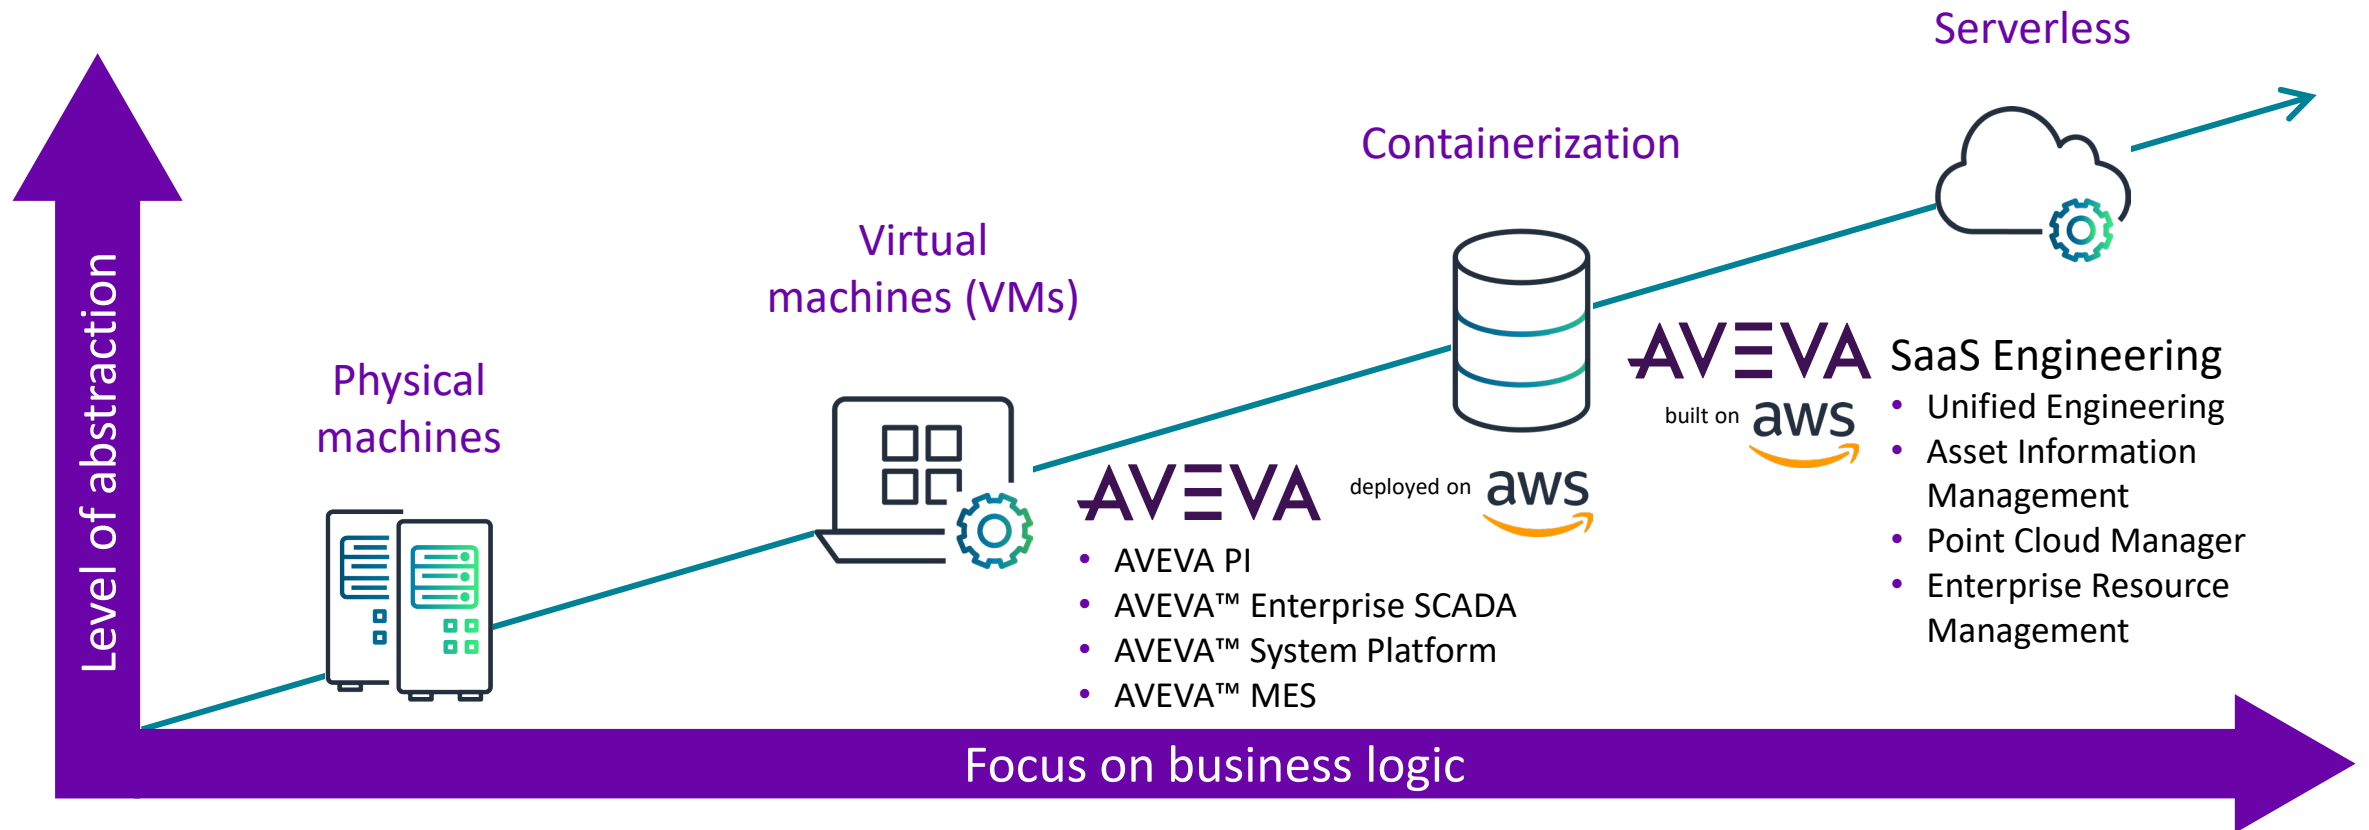 Serverless
Containerization
Virtual
machines (VMs)
Physical
machines
Level of abstraction
AVEVA
deployed on aws
• AVEVA PI
• AVEVA™ Enterprise SCADA
• AVEVA™ System Platform
• AVEVA™ MES
AVEVA SaaS Engineering
built on aws
• Unified Engineering
• Asset Information
Management
• Point Cloud Manager
• Enterprise Resource
Management
Focus on business logic